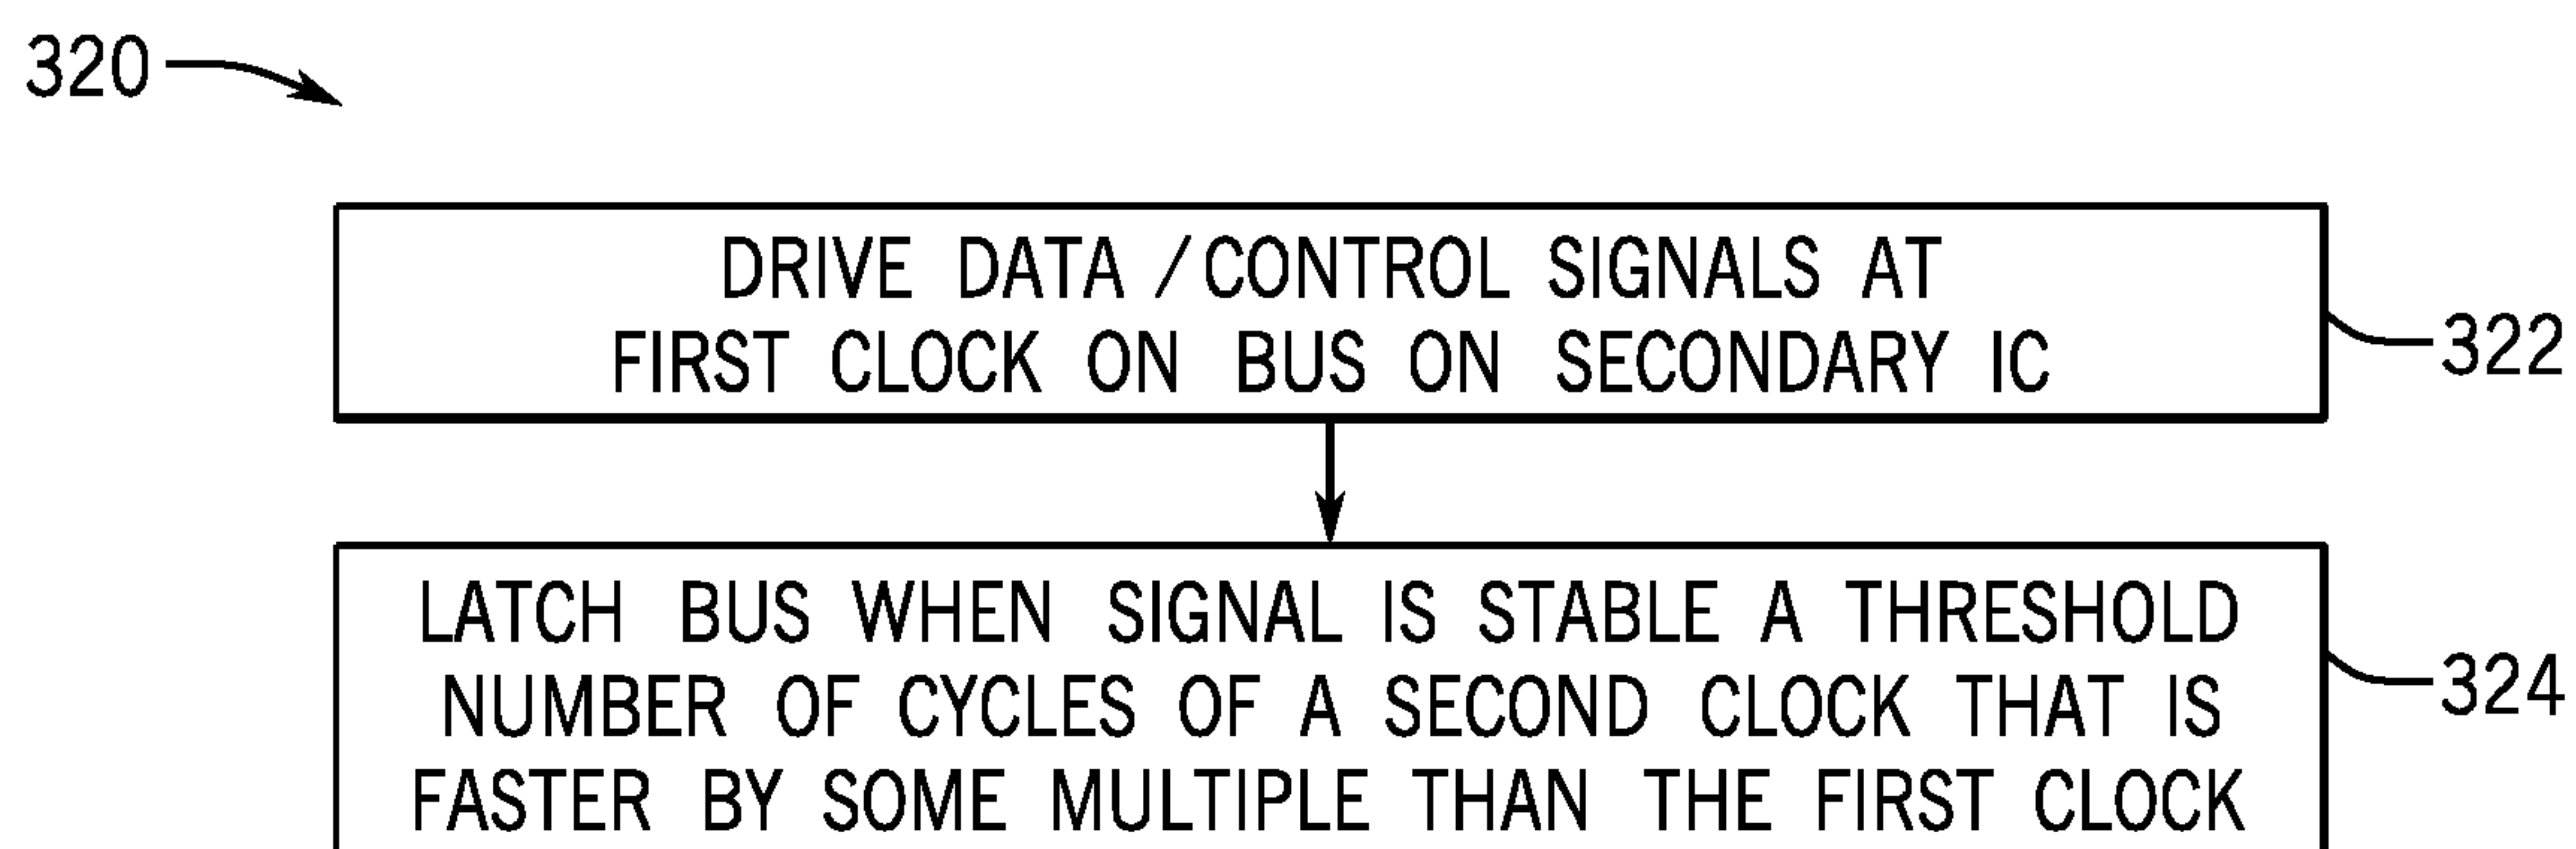 320
DRIVE DATA /CONTROL SIGNALS AT
FIRST CLOCK ON BUS ON SECONDARY IC
322
LATCH BUS WHEN SIGNAL IS STABLE A THRESHOLD
NUMBER OF CYCLES OF A SECOND CLOCK THAT IS
FASTER BY SOME MULTIPLE THAN THE FIRST CLOCK
324